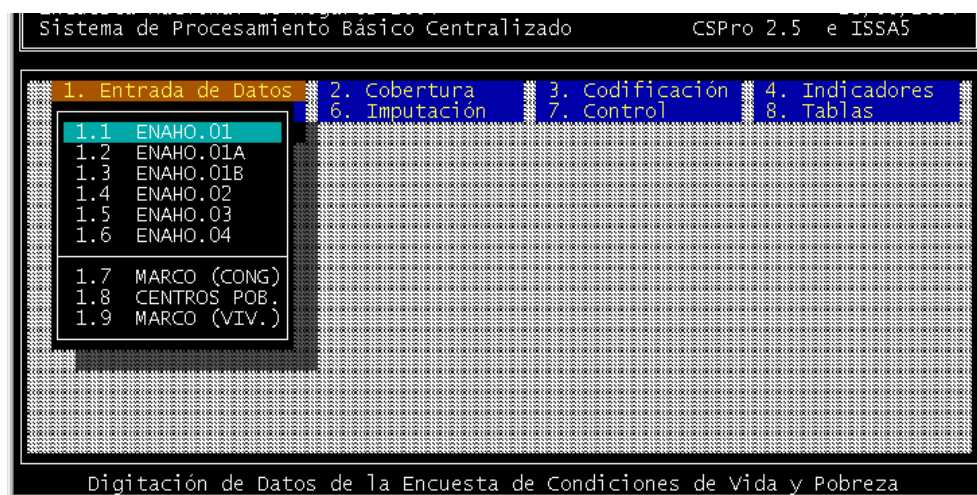 Sistema de Procesamiento Básico Centralizado CSPro 2.5 e ISSA5
1. Entrada de Datos 2. Cobertura 3. Codificación 4. Indicadores
6. Imputación 7. Control 8. Tablas
1.1 ENAHO.01
1.2 ENAHO.01A
1.3 ENAHO.01B
1.4 ENAHO.02
1.5 ENAHO.03
1.6 ENAHO.04
1.7 MARCO (CONG)
1.8 CENTROS POB.
1.9 MARCO (VIV.)
Digitación de Datos de la Encuesta de Condiciones de Vida y Pobreza